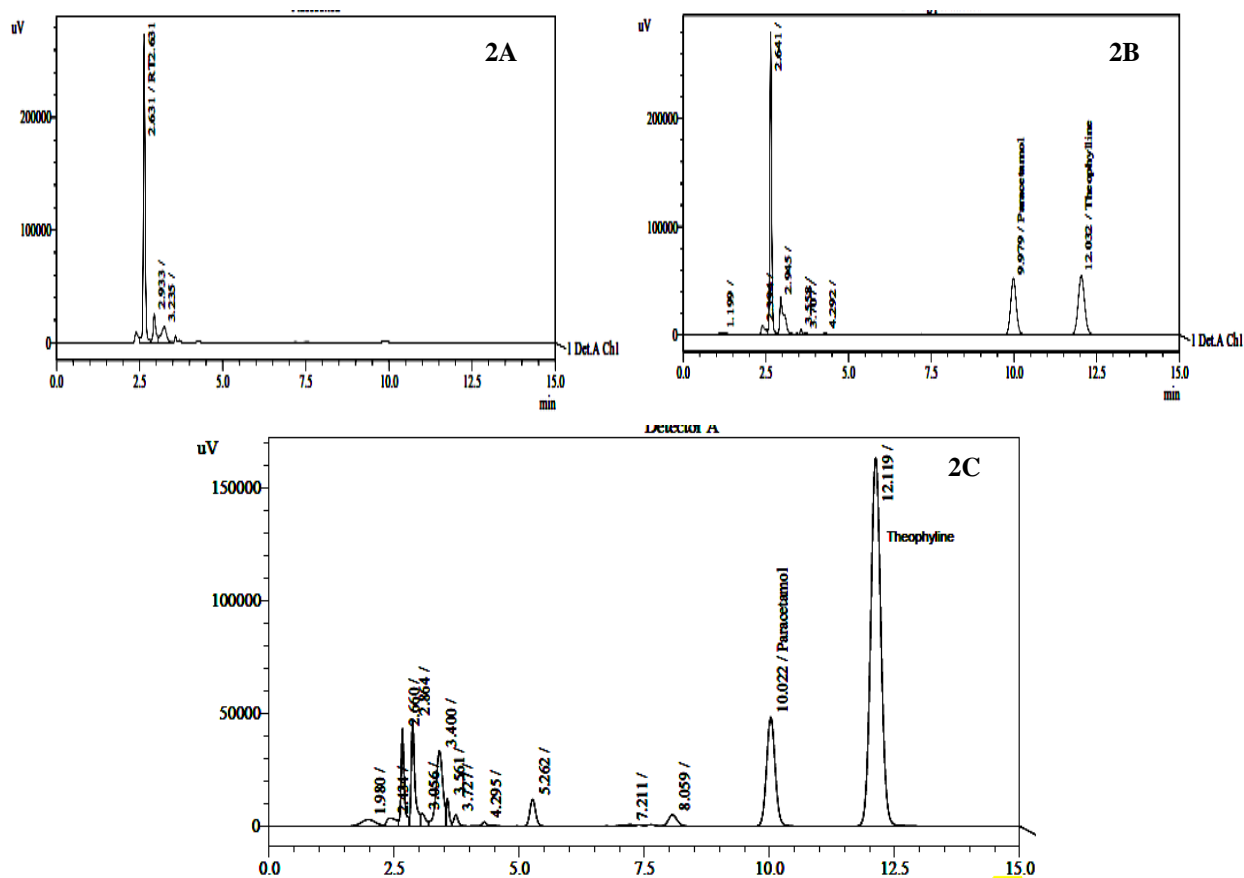 uV
2A
200000
100000
0
2.631 / RT2.631
2.933 /
3.235 /
1 Det.A Ch1
0.0 2.5 5.0 7.5 10.0 12.5 15.0
min
uV
2B
200000
100000
0
1.199 /
2.641 /
2.945 /
3.558 /
3.707 /
4.292 /
9.979 / Paracetamol
12.032 / Theophylline
1 Det.A Ch1
0.0 2.5 5.0 7.5 10.0 12.5 15.0
min
Detector A
uV
2C
150000
100000
50000
0
1.980 /
2.434 /
2.660 /
2.864 /
3.056 /
3.400 /
3.561 /
3.727 /
4.295 /
5.262 /
7.211 /
8.059 /
10.022 / Paracetamol
12.119 /
Theophyline
0.0 2.5 5.0 7.5 10.0 12.5 15.0